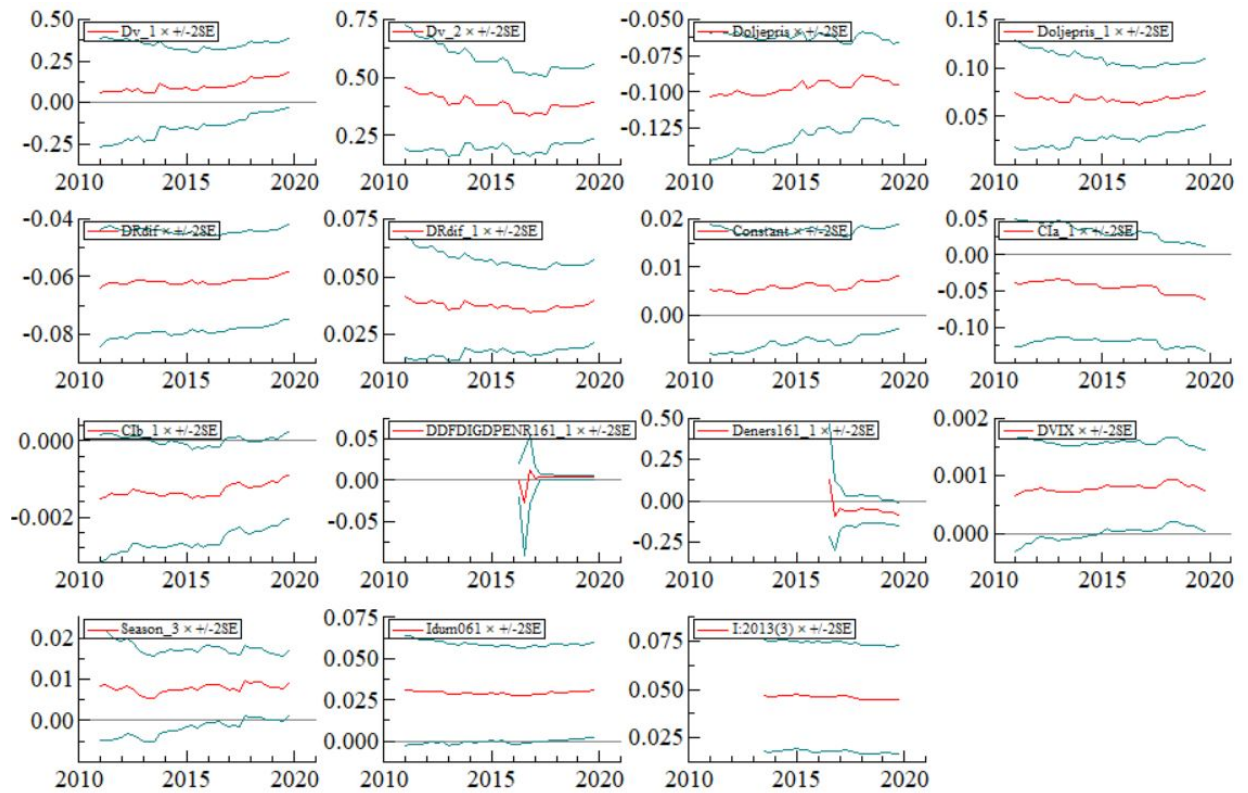 Dv_1 × +/-2SE
0.50
0.25
0.00
-0.25
2010 2015 2020
Dv_2 × +/-2SE
0.75
0.50
0.25
2010 2015 2020
Doljepris × +/-2SE
-0.050
-0.075
-0.100
-0.125
2010 2015 2020
Doljepris_1 × +/-2SE
0.15
0.10
0.05
2010 2015 2020
DRdif × +/-2SE
-0.04
-0.06
-0.08
2010 2015 2020
DRdif_1 × +/-2SE
0.075
0.050
0.025
2010 2015 2020
Constant × +/-2SE
0.02
0.01
0.00
2010 2015 2020
CIa_1 × +/-2SE
0.05
0.00
-0.05
-0.10
2010 2015 2020
CIb_1 × +/-2SE
0.000
-0.002
2010 2015 2020
DDFDIGDPENR161_1 × +/-2SE
0.05
0.00
-0.05
2010 2015 2020
Deners161_1 × +/-2SE
0.50
0.25
0.00
-0.25
2010 2015 2020
DVIX × +/-2SE
0.002
0.001
0.000
2010 2015 2020
Season_3 × +/-2SE
0.02
0.01
0.00
2010 2015 2020
Idum061 × +/-2SE
0.075
0.050
0.025
0.000
2010 2015 2020
I:2013(3) × +/-2SE
0.075
0.050
0.025
2010 2015 2020